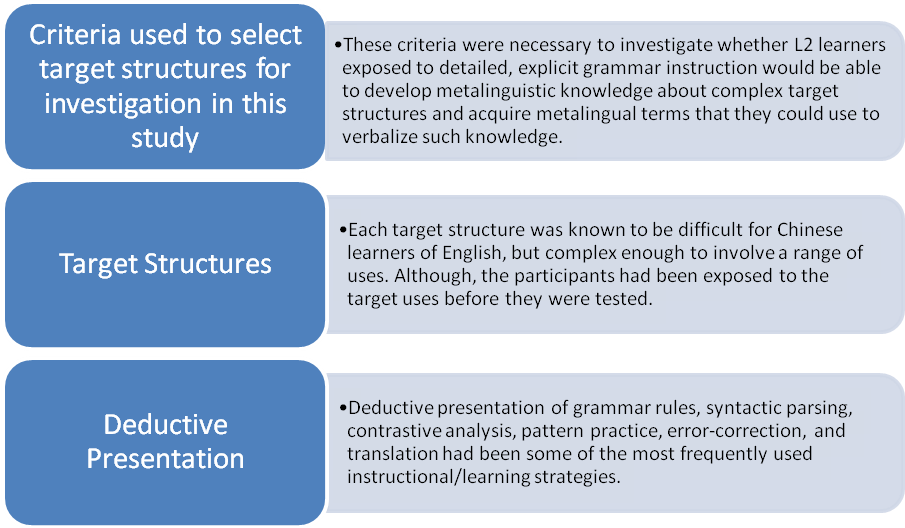 Criteria used to select
target structures for
investigation in this
study
•These criteria were necessary to investigate whether L2 learners
exposed to detailed, explicit grammar instruction would be able
to develop metalinguistic knowledge about complex target
structures and acquire metalingual terms that they could use to
verbalize such knowledge.
Target Structures
•Each target structure was known to be difficult for Chinese
learners of English, but complex enough to involve a range of
uses. Although, the participants had been exposed to the
target uses before they were tested.
Deductive
Presentation
•Deductive presentation of grammar rules, syntactic parsing,
contrastive analysis, pattern practice, error-correction, and
translation had been some of the most frequently used
instructional/learning strategies.